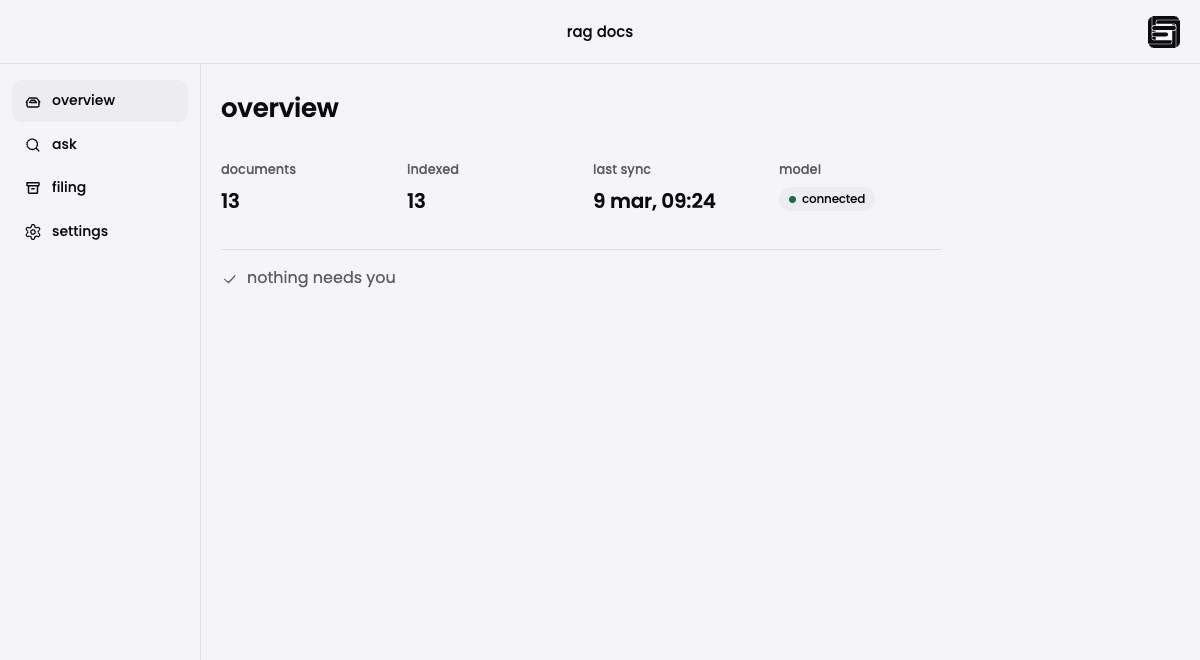 rag docs
overview
ask
filing
settings
overview
documents
13
indexed
13
last sync
9 mar, 09:24
model
connected
nothing needs you